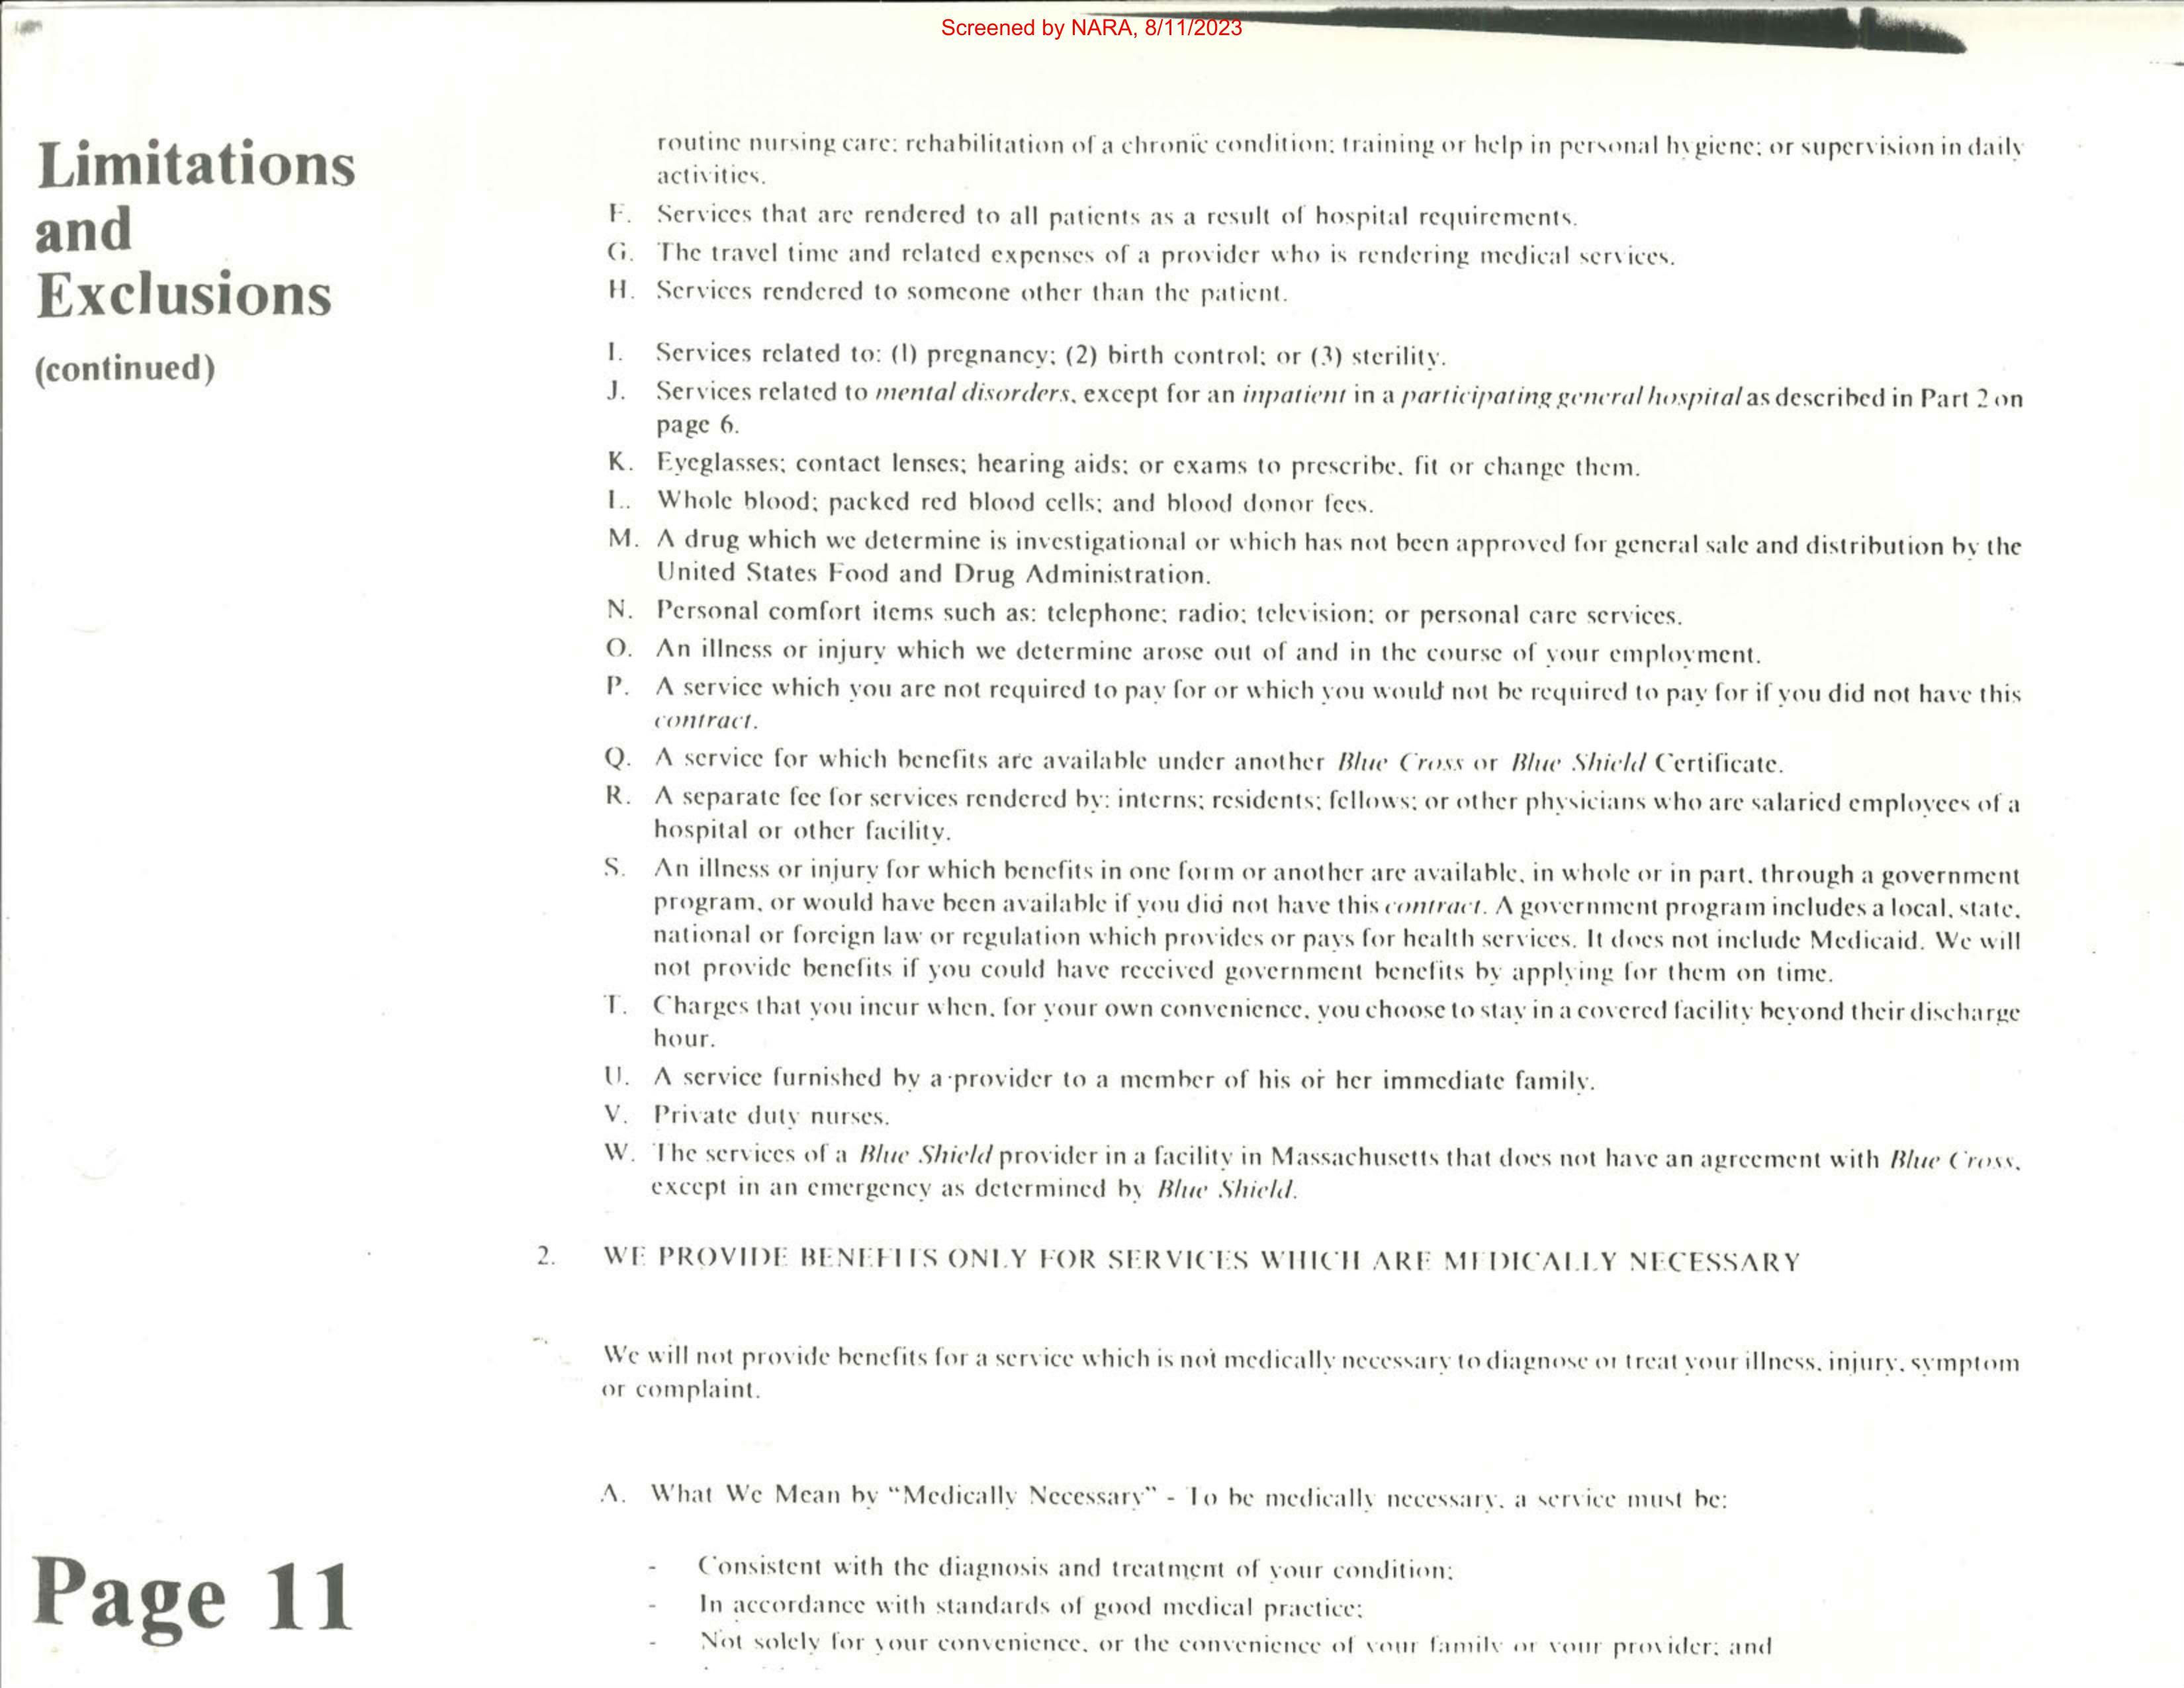 Screened by NARA, 8/11/2023
Limitations
and
Exclusions
(continued)
routine nursing care; rehabilitation of a chronic condition; training or help in personal hygiene; or supervision in daily
activities.
F. Services that are rendered to all patients as a result of hospital requirements.
G. The travel time and related expenses of a provider who is rendering medical services.
H. Services rendered to someone other than the patient.
I. Services related to: (1) pregnancy; (2) birth control; or (3) sterility.
J. Services related to mental disorders, except for an inpatient in a participating general hospital as described in Part 2 on
page 6.
K. Eyeglasses; contact lenses; hearing aids; or exams to prescribe, fit or change them.
L. Whole blood; packed red blood cells; and blood donor fees.
M. A drug which we determine is investigational or which has not been approved for general sale and distribution by the
United States Food and Drug Administration.
N. Personal comfort items such as: telephone; radio; television; or personal care services.
O. An illness or injury which we determine arose out of and in the course of your employment.
P. A service which you are not required to pay for or which you would not be required to pay for if you did not have this
contract.
Q. A service for which benefits are available under another Blue Cross or Blue Shield Certificate.
R. A separate fee for services rendered by: interns; residents; fellows; or other physicians who are salaried employees of a
hospital or other facility.
S. An illness or injury for which benefits in one form or another are available, in whole or in part, through a government
program, or would have been available if you did not have this contract. A government program includes a local, state,
national or foreign law or regulation which provides or pays for health services. It does not include Medicaid. We will
not provide benefits if you could have received government benefits by applying for them on time.
T. Charges that you incur when, for your own convenience, you choose to stay in a covered facility beyond their discharge
hour.
U. A service furnished by a provider to a member of his or her immediate family.
V. Private duty nurses.
W. The services of a Blue Shield provider in a facility in Massachusetts that does not have an agreement with Blue Cross,
except in an emergency as determined by Blue Shield.
2. WE PROVIDE BENEFITS ONLY FOR SERVICES WHICH ARE MEDICALLY NECESSARY
We will not provide benefits for a service which is not medically necessary to diagnose or treat your illness, injury, symptom
or complaint.
A. What We Mean by “Medically Necessary” - To be medically necessary, a service must be:
- Consistent with the diagnosis and treatment of your condition;
- In accordance with standards of good medical practice;
- Not solely for your convenience, or the convenience of your family or your provider; and
Page 11